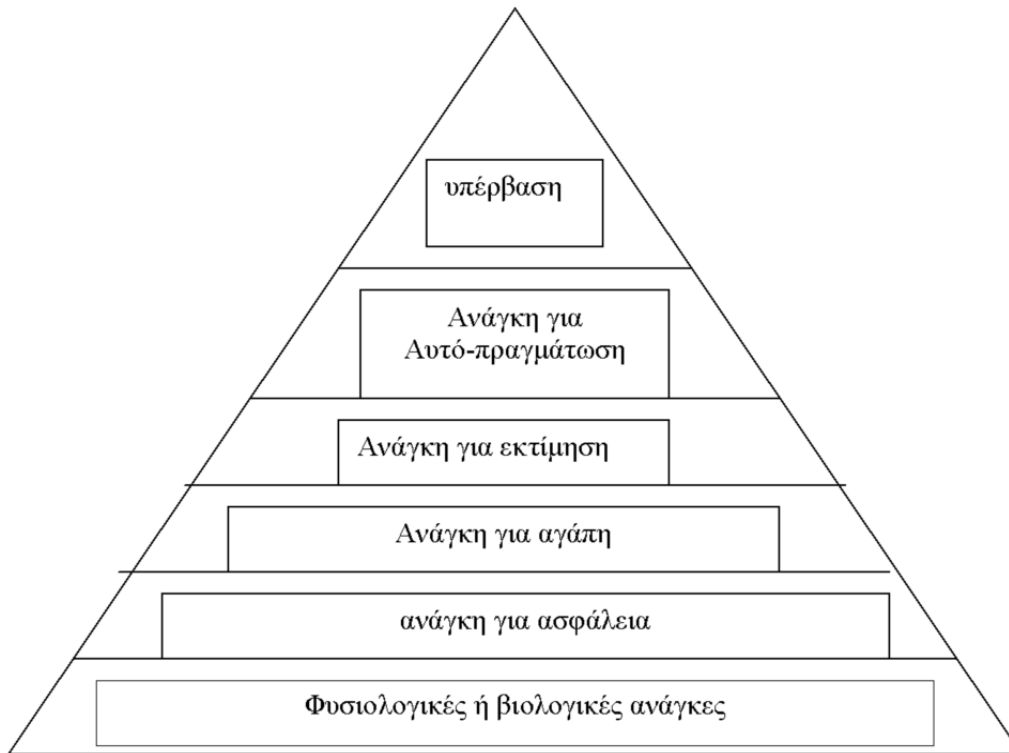 υπέρβαση
Ανάγκη για
Αυτό-πραγμάτωση
Ανάγκη για εκτίμηση
Ανάγκη για αγάπη
ανάγκη για ασφάλεια
Φυσιολογικές ή βιολογικές ανάγκες